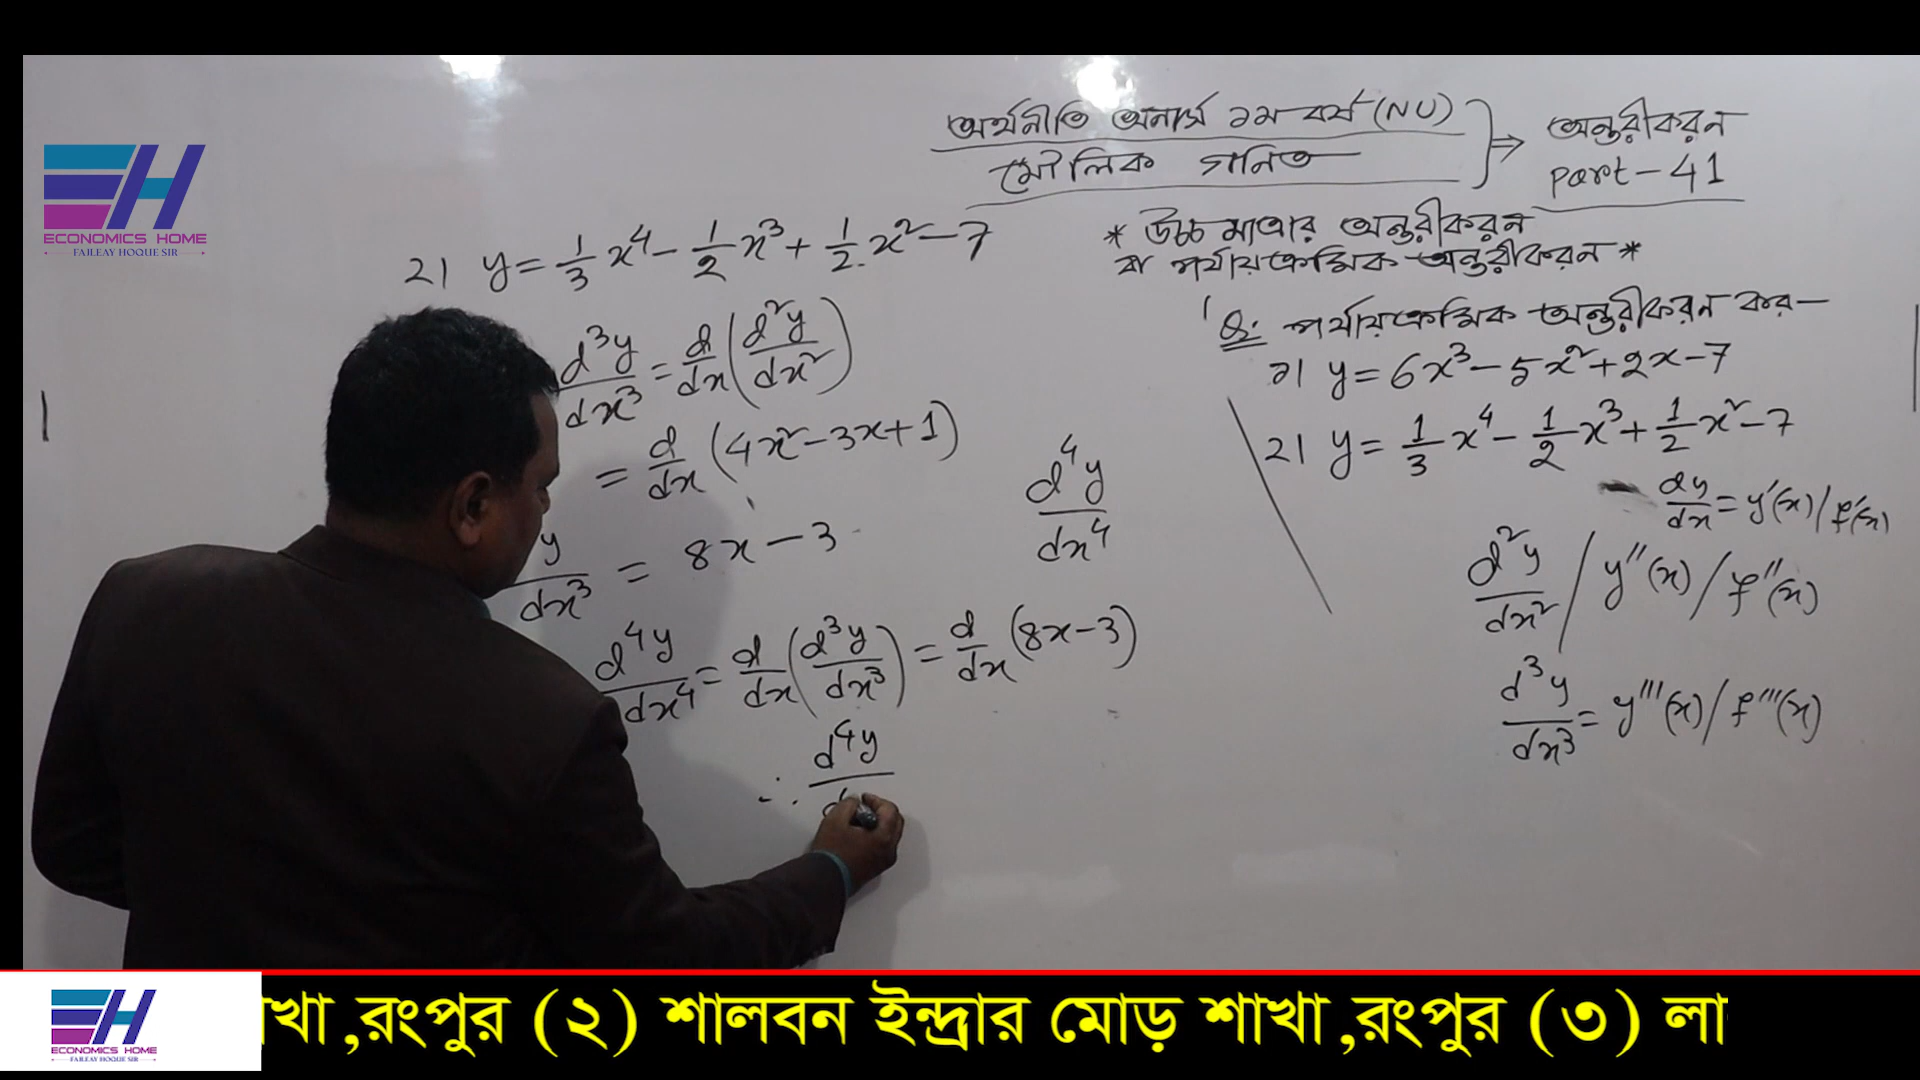 অর্থনীতি অনার্স ১ম বর্ষ (NU)
মৌলিক গনিত
⇒ অন্তরীকরন
part-41
* উচ্চ মাত্রার অন্তরীকরন
বা পর্যায়ক্রমিক অন্তরীকরন *
Q: পর্যায়ক্রমিক অন্তরীকরন কর—
১। y = 6x³ − 5x² + 2x − 7
২। y = 1/3 x⁴ − 1/2 x³ + 1/2 x² − 7
dy/dx = y′(x) / f′(x)
d²y/dx² / y″(x) / f″(x)
d³y/dx³ = y‴(x) / f‴(x)
২। y = 1/3 x⁴ − 1/2 x³ + 1/2 x² − 7
d³y/dx³ = d/dx (d²y/dx²)
= d/dx (4x² − 3x + 1)
y/dx³ = 8x − 3
d⁴y/dx⁴
d⁴y/dx⁴ = d/dx (d³y/dx³) = d/dx (8x − 3)
∴ d⁴y/d
EH
ECONOMICS HOME
FAILEAY HOQUE SIR
EH
ECONOMICS HOME
FAILEAY HOQUE SIR
াখা,রংপুর (২) শালবন ইন্দ্রার মোড় শাখা,রংপুর (৩) লা